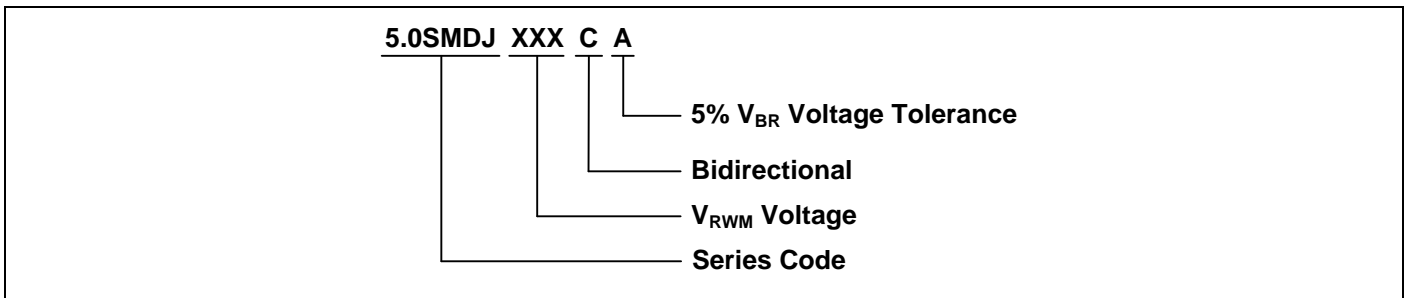 5.0SMDJ XXX C A
5% VBR Voltage Tolerance
Bidirectional
VRWM Voltage
Series Code